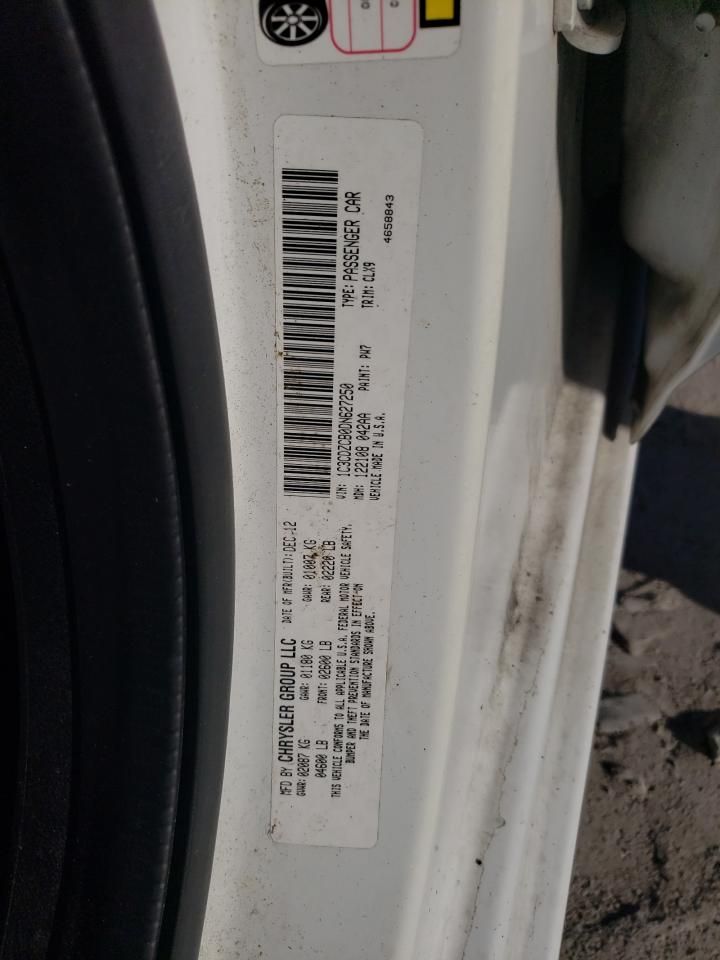 MFD BY CHRYSLER GROUP LLC DATE OF MFR(BUILT): DEC-12
GVWR: 02087 KG GAWR: 01180 KG GAWR: 01007 KG
04600 LB FRONT: 02600 LB REAR: 02220 LB
THIS VEHICLE CONFORMS TO ALL APPLICABLE U.S.A. FEDERAL MOTOR VEHICLE SAFETY,
BUMPER AND THEFT PREVENTION STANDARDS IN EFFECT ON
THE DATE OF MANUFACTURE SHOWN ABOVE.
VIN: 1C3CDZCB0DN627250 TYPE: PASSENGER CAR
MDH: 122108 042AA PAINT: PW7 TRIM: CLX9
VEHICLE MADE IN U.S.A.
4658843